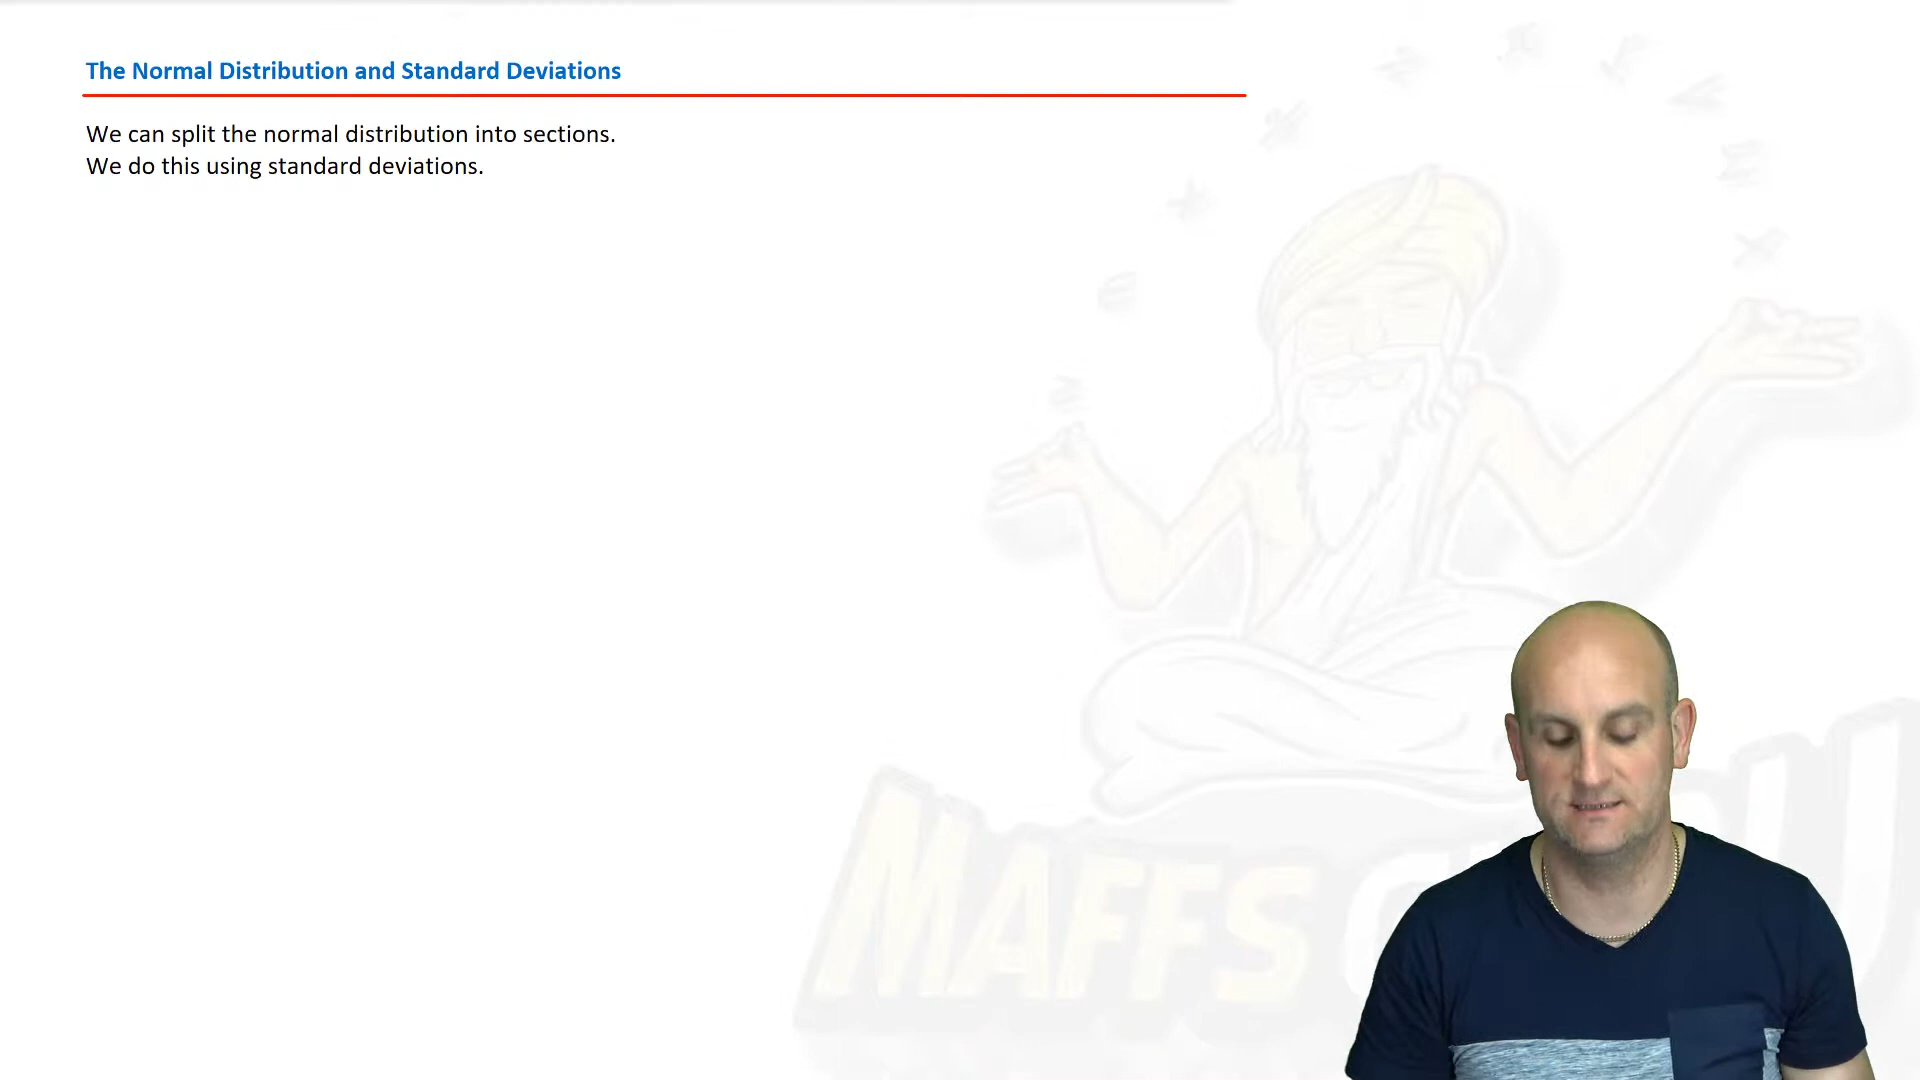 The Normal Distribution and Standard Deviations
We can split the normal distribution into sections.
We do this using standard deviations.
MAFFS